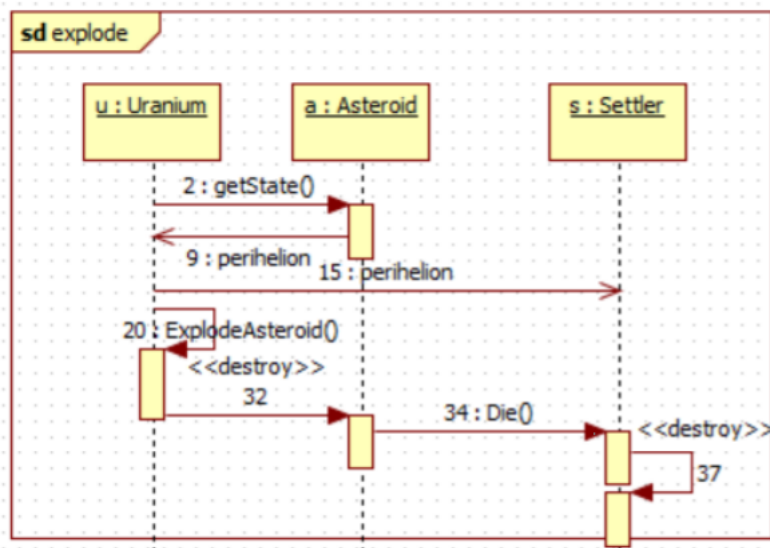 sd explode
u : Uranium
a : Asteroid
s : Settler
2 : getState()
9 : perihelion
15 : perihelion
20 : ExplodeAsteroid()
<<destroy>>
32
34 : Die()
<<destroy>>
37